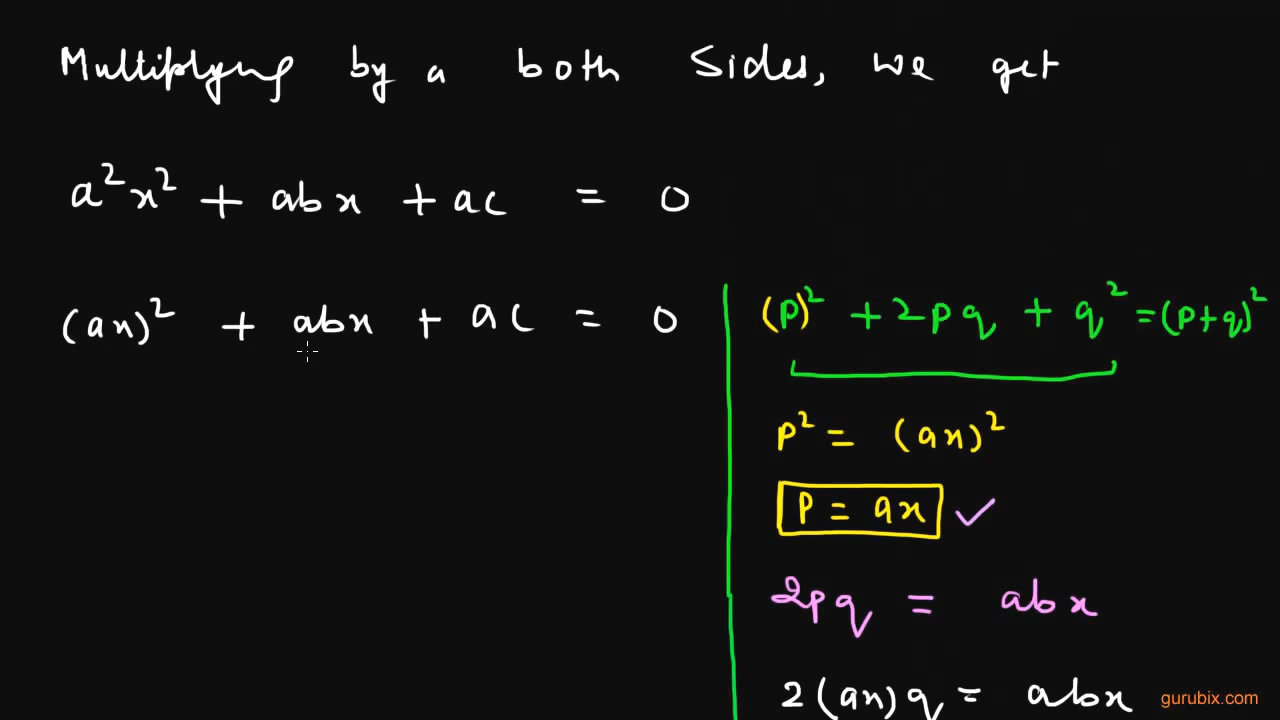 Multiplying by a both sides, we get
a²x² + abx + ac = 0
(ax)² + abx + ac = 0
(p)² + 2pq + q² = (p+q)²
p² = (ax)²
p = ax ✓
2pq = abx
2(ax)q = abx
gurubix.com